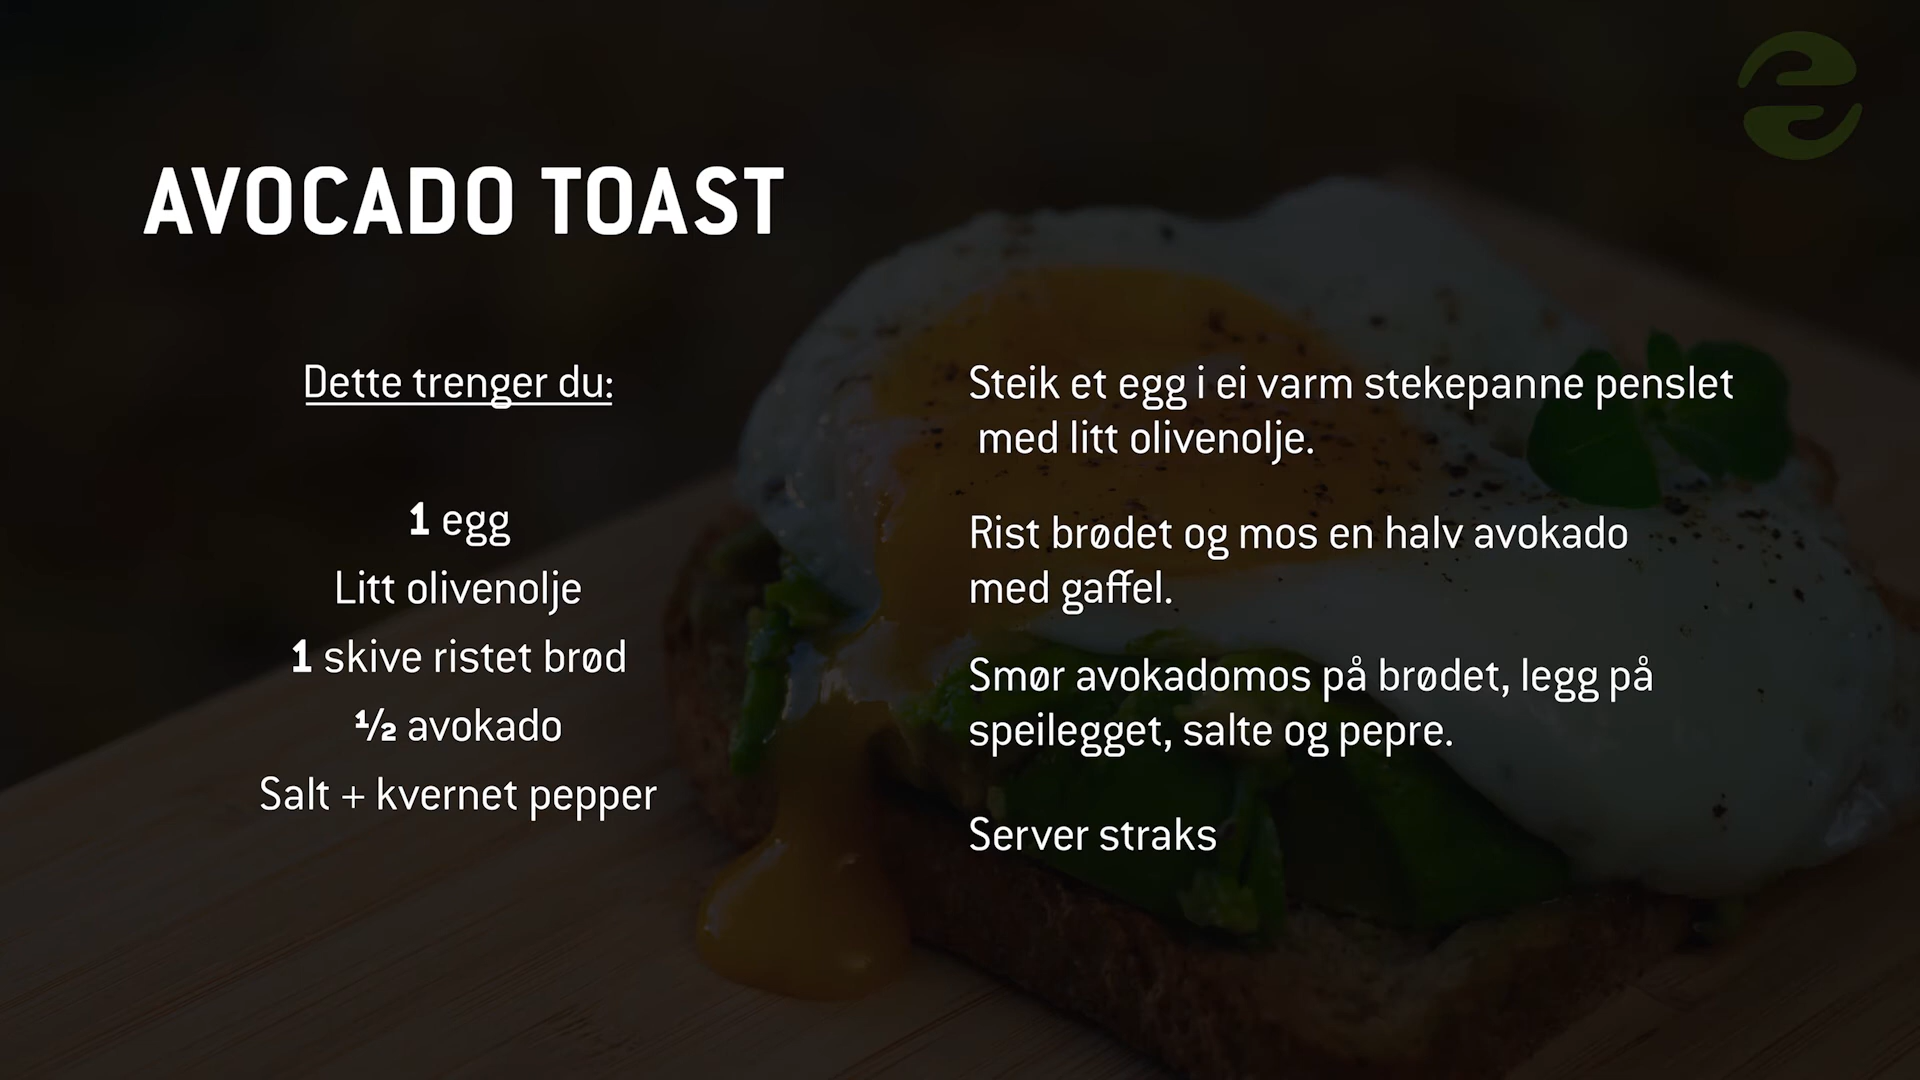 AVOCADO TOAST
Dette trenger du:
1 egg
Litt olivenolje
1 skive ristet brød
½ avokado
Salt + kvernet pepper
Steik et egg i ei varm stekepanne penslet
med litt olivenolje.
Rist brødet og mos en halv avokado
med gaffel.
Smør avokadomos på brødet, legg på
speilegget, salte og pepre.
Server straks